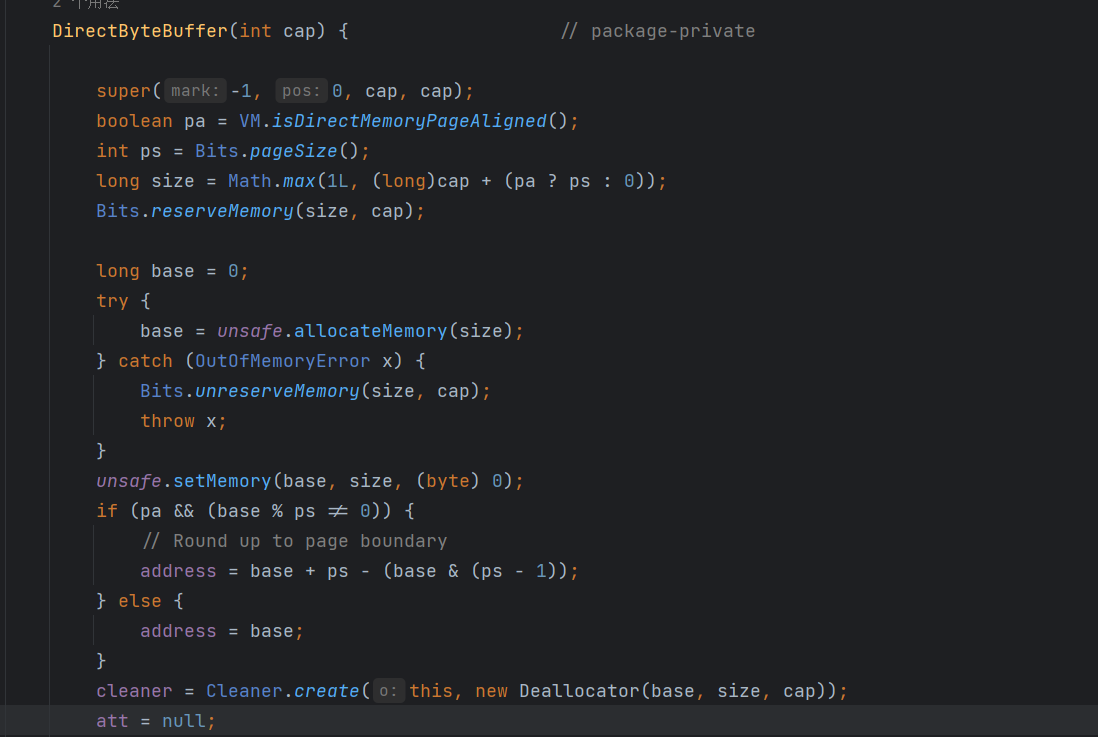 2 个用法
DirectByteBuffer(int cap) { // package-private
super( mark: -1, pos: 0, cap, cap);
boolean pa = VM.isDirectMemoryPageAligned();
int ps = Bits.pageSize();
long size = Math.max(1L, (long)cap + (pa ? ps : 0));
Bits.reserveMemory(size, cap);
long base = 0;
try {
base = unsafe.allocateMemory(size);
} catch (OutOfMemoryError x) {
Bits.unreserveMemory(size, cap);
throw x;
}
unsafe.setMemory(base, size, (byte) 0);
if (pa && (base % ps != 0)) {
// Round up to page boundary
address = base + ps - (base & (ps - 1));
} else {
address = base;
}
cleaner = Cleaner.create( o: this, new Deallocator(base, size, cap));
att = null;